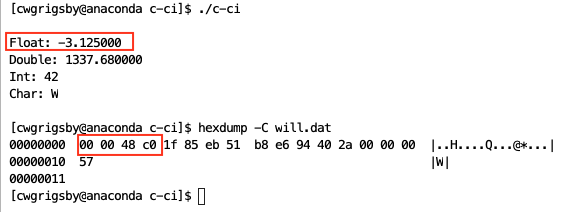 [cwgrigsby@anaconda c-ci]$ ./c-ci
Float: -3.125000
Double: 1337.680000
Int: 42
Char: W
[cwgrigsby@anaconda c-ci]$ hexdump -C will.dat
00000000  00 00 48 c0 1f 85 eb 51  b8 e6 94 40 2a 00 00 00  |..H....Q...@*...|
00000010  57                                                |W|
00000011
[cwgrigsby@anaconda c-ci]$